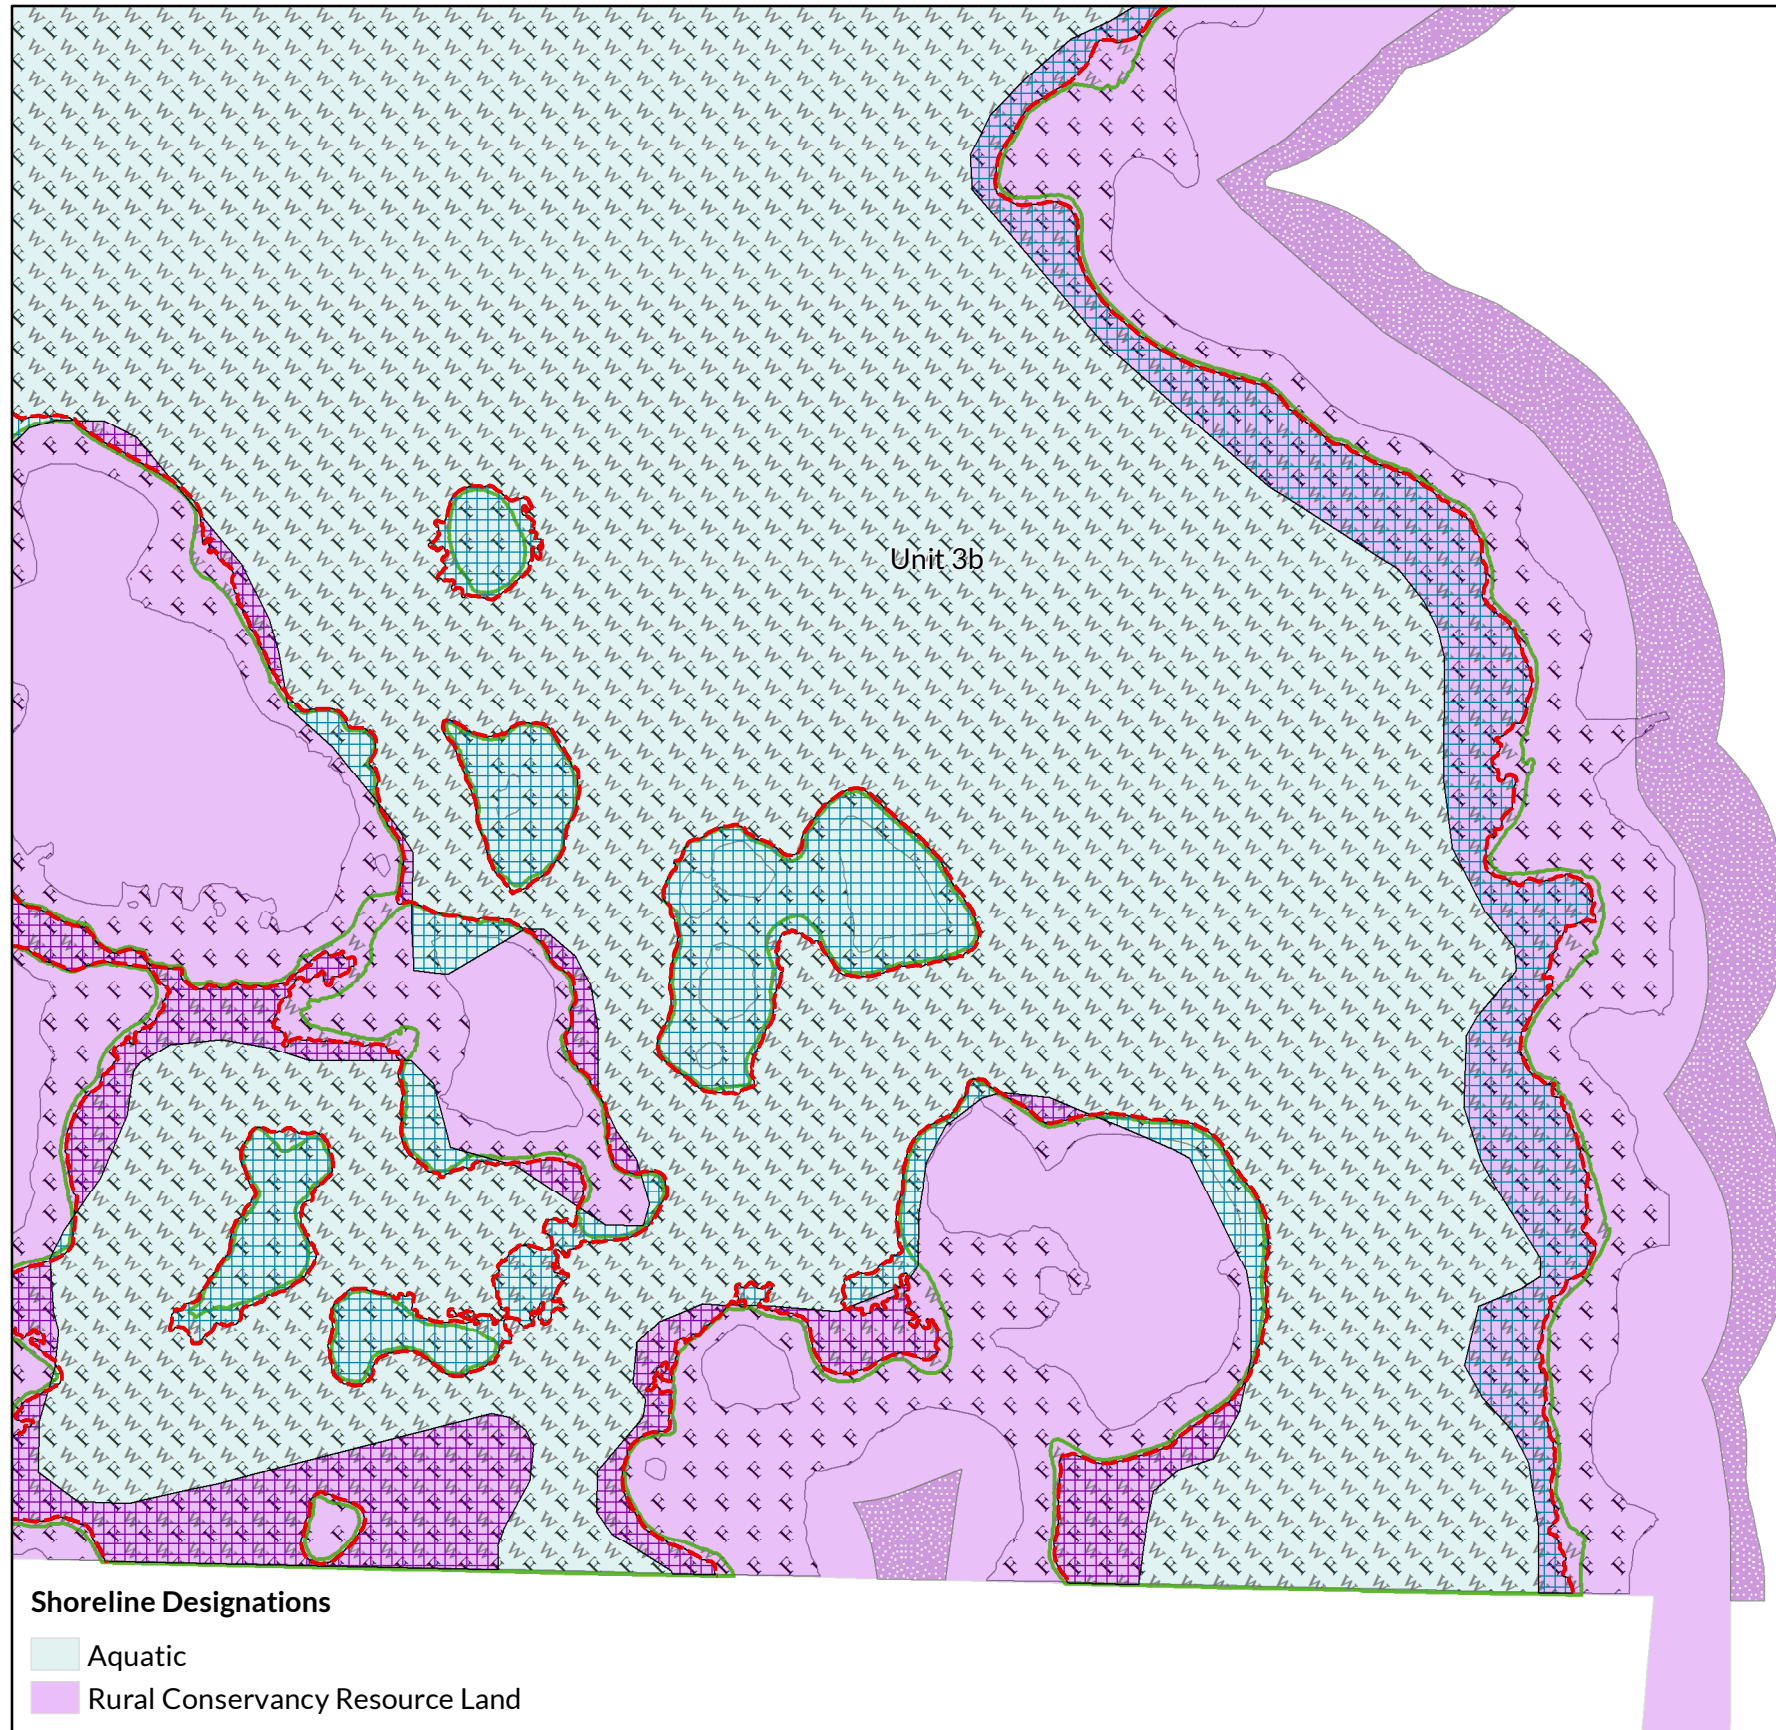 Unit 3b
Shoreline Designations
Aquatic
Rural Conservancy Resource Land